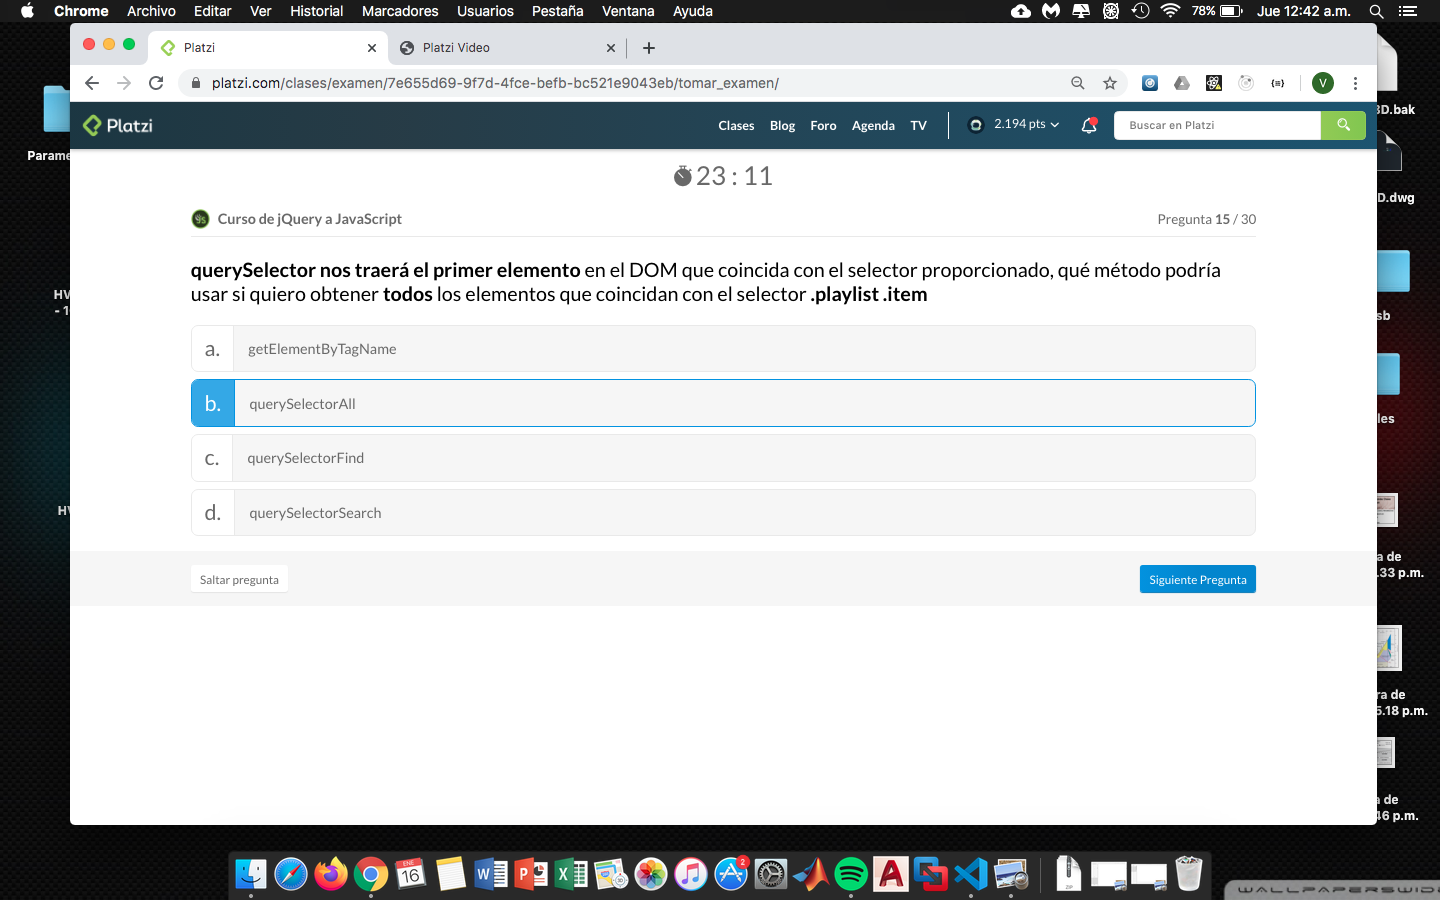 Chrome Archivo Editar Ver Historial Marcadores Usuarios Pestaña Ventana Ayuda 78% Jue 12:42 a.m.
Platzi Platzi Video
platzi.com/clases/examen/7e655d69-9f7d-4fce-befb-bc521e9043eb/tomar_examen/ V
Platzi Clases Blog Foro Agenda TV 2.194 pts Buscar en Platzi
3D.bak
Parame
23 : 11
D.dwg
Curso de jQuery a JavaScript Pregunta 15 / 30
querySelector nos traerá el primer elemento en el DOM que coincida con el selector proporcionado, qué método podría
usar si quiero obtener todos los elementos que coincidan con el selector .playlist .item
HV
- 1
sb
a. getElementByTagName
b. querySelectorAll
les
c. querySelectorFind
d. querySelectorSearch
HV
a de
.33 p.m.
Saltar pregunta Siguiente Pregunta
ra de
5.18 p.m.
a de
46 p.m.
ENE
16
2
WALLPAPERSWIDE